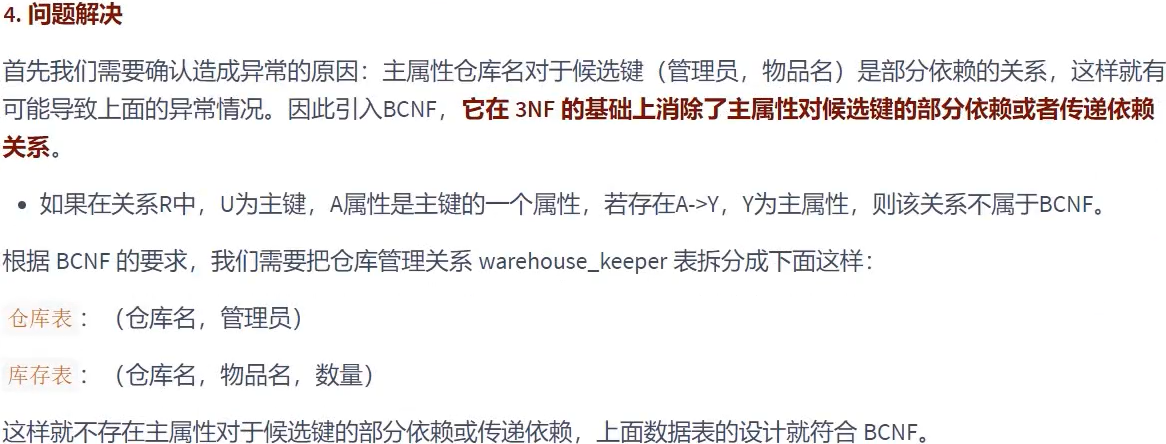 4. 问题解决
首先我们需要确认造成异常的原因：主属性仓库名对于候选键（管理员，物品名）是部分依赖的关系，这样就有
可能导致上面的异常情况。因此引入BCNF，它在 3NF 的基础上消除了主属性对候选键的部分依赖或者传递依赖
关系。
• 如果在关系R中，U为主键，A属性是主键的一个属性，若存在A->Y，Y为主属性，则该关系不属于BCNF。
根据 BCNF 的要求，我们需要把仓库管理关系 warehouse_keeper 表拆分成下面这样：
仓库表：（仓库名，管理员）
库存表：（仓库名，物品名，数量）
这样就不存在主属性对于候选键的部分依赖或传递依赖，上面数据表的设计就符合 BCNF。